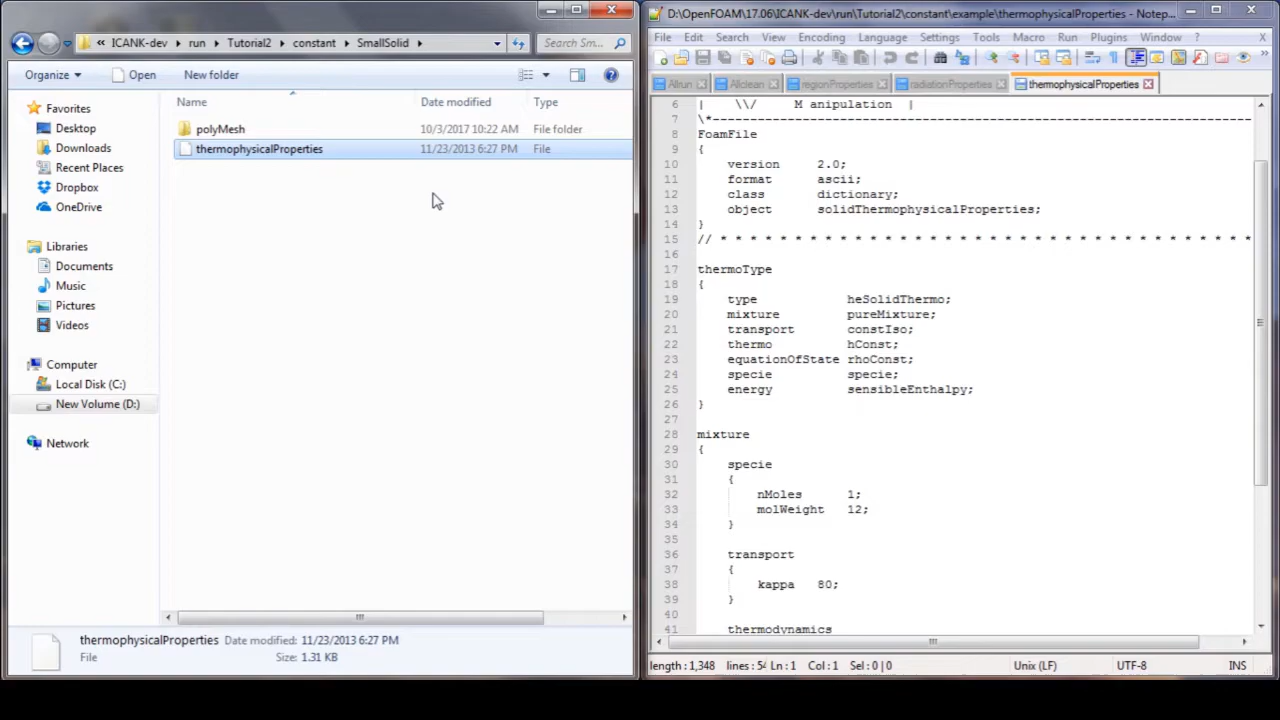 « ICANK-dev ▸ run ▸ Tutorial2 ▸ constant ▸ SmallSolid ▸
Search Sm...
Organize
Open
New folder
Name
Date modified
Type
polyMesh
10/3/2017 10:22 AM
File folder
thermophysicalProperties
11/23/2013 6:27 PM
File
Favorites
Desktop
Downloads
Recent Places
Dropbox
OneDrive
Libraries
Documents
Music
Pictures
Videos
Computer
Local Disk (C:)
New Volume (D:)
Network
thermophysicalProperties Date modified: 11/23/2013 6:27 PM
File
Size: 1.31 KB
D:\OpenFOAM\17.06\ICANK-dev\run\Tutorial2\constant\example\thermophysicalProperties - Notep...
File Edit Search View Encoding Language Settings Tools Macro Run Plugins Window ? X
Allrun
Allclean
regionProperties
radiationProperties
thermophysicalProperties
6 | \\/ M anipulation |
7 \*---------------------------------------------------------------------------
8 FoamFile
9 {
10 version 2.0;
11 format ascii;
12 class dictionary;
13 object solidThermophysicalProperties;
14 }
15 // * * * * * * * * * * * * * * * * * * * * * * * * * * * * * * * * * * * *
16
17 thermoType
18 {
19 type heSolidThermo;
20 mixture pureMixture;
21 transport constIso;
22 thermo hConst;
23 equationOfState rhoConst;
24 specie specie;
25 energy sensibleEnthalpy;
26 }
27
28 mixture
29 {
30 specie
31 {
32 nMoles 1;
33 molWeight 12;
34 }
35
36 transport
37 {
38 kappa 80;
39 }
40
41 thermodynamics
length : 1,348 lines : 54 Ln : 1 Col : 1 Sel : 0 | 0 Unix (LF) UTF-8 INS